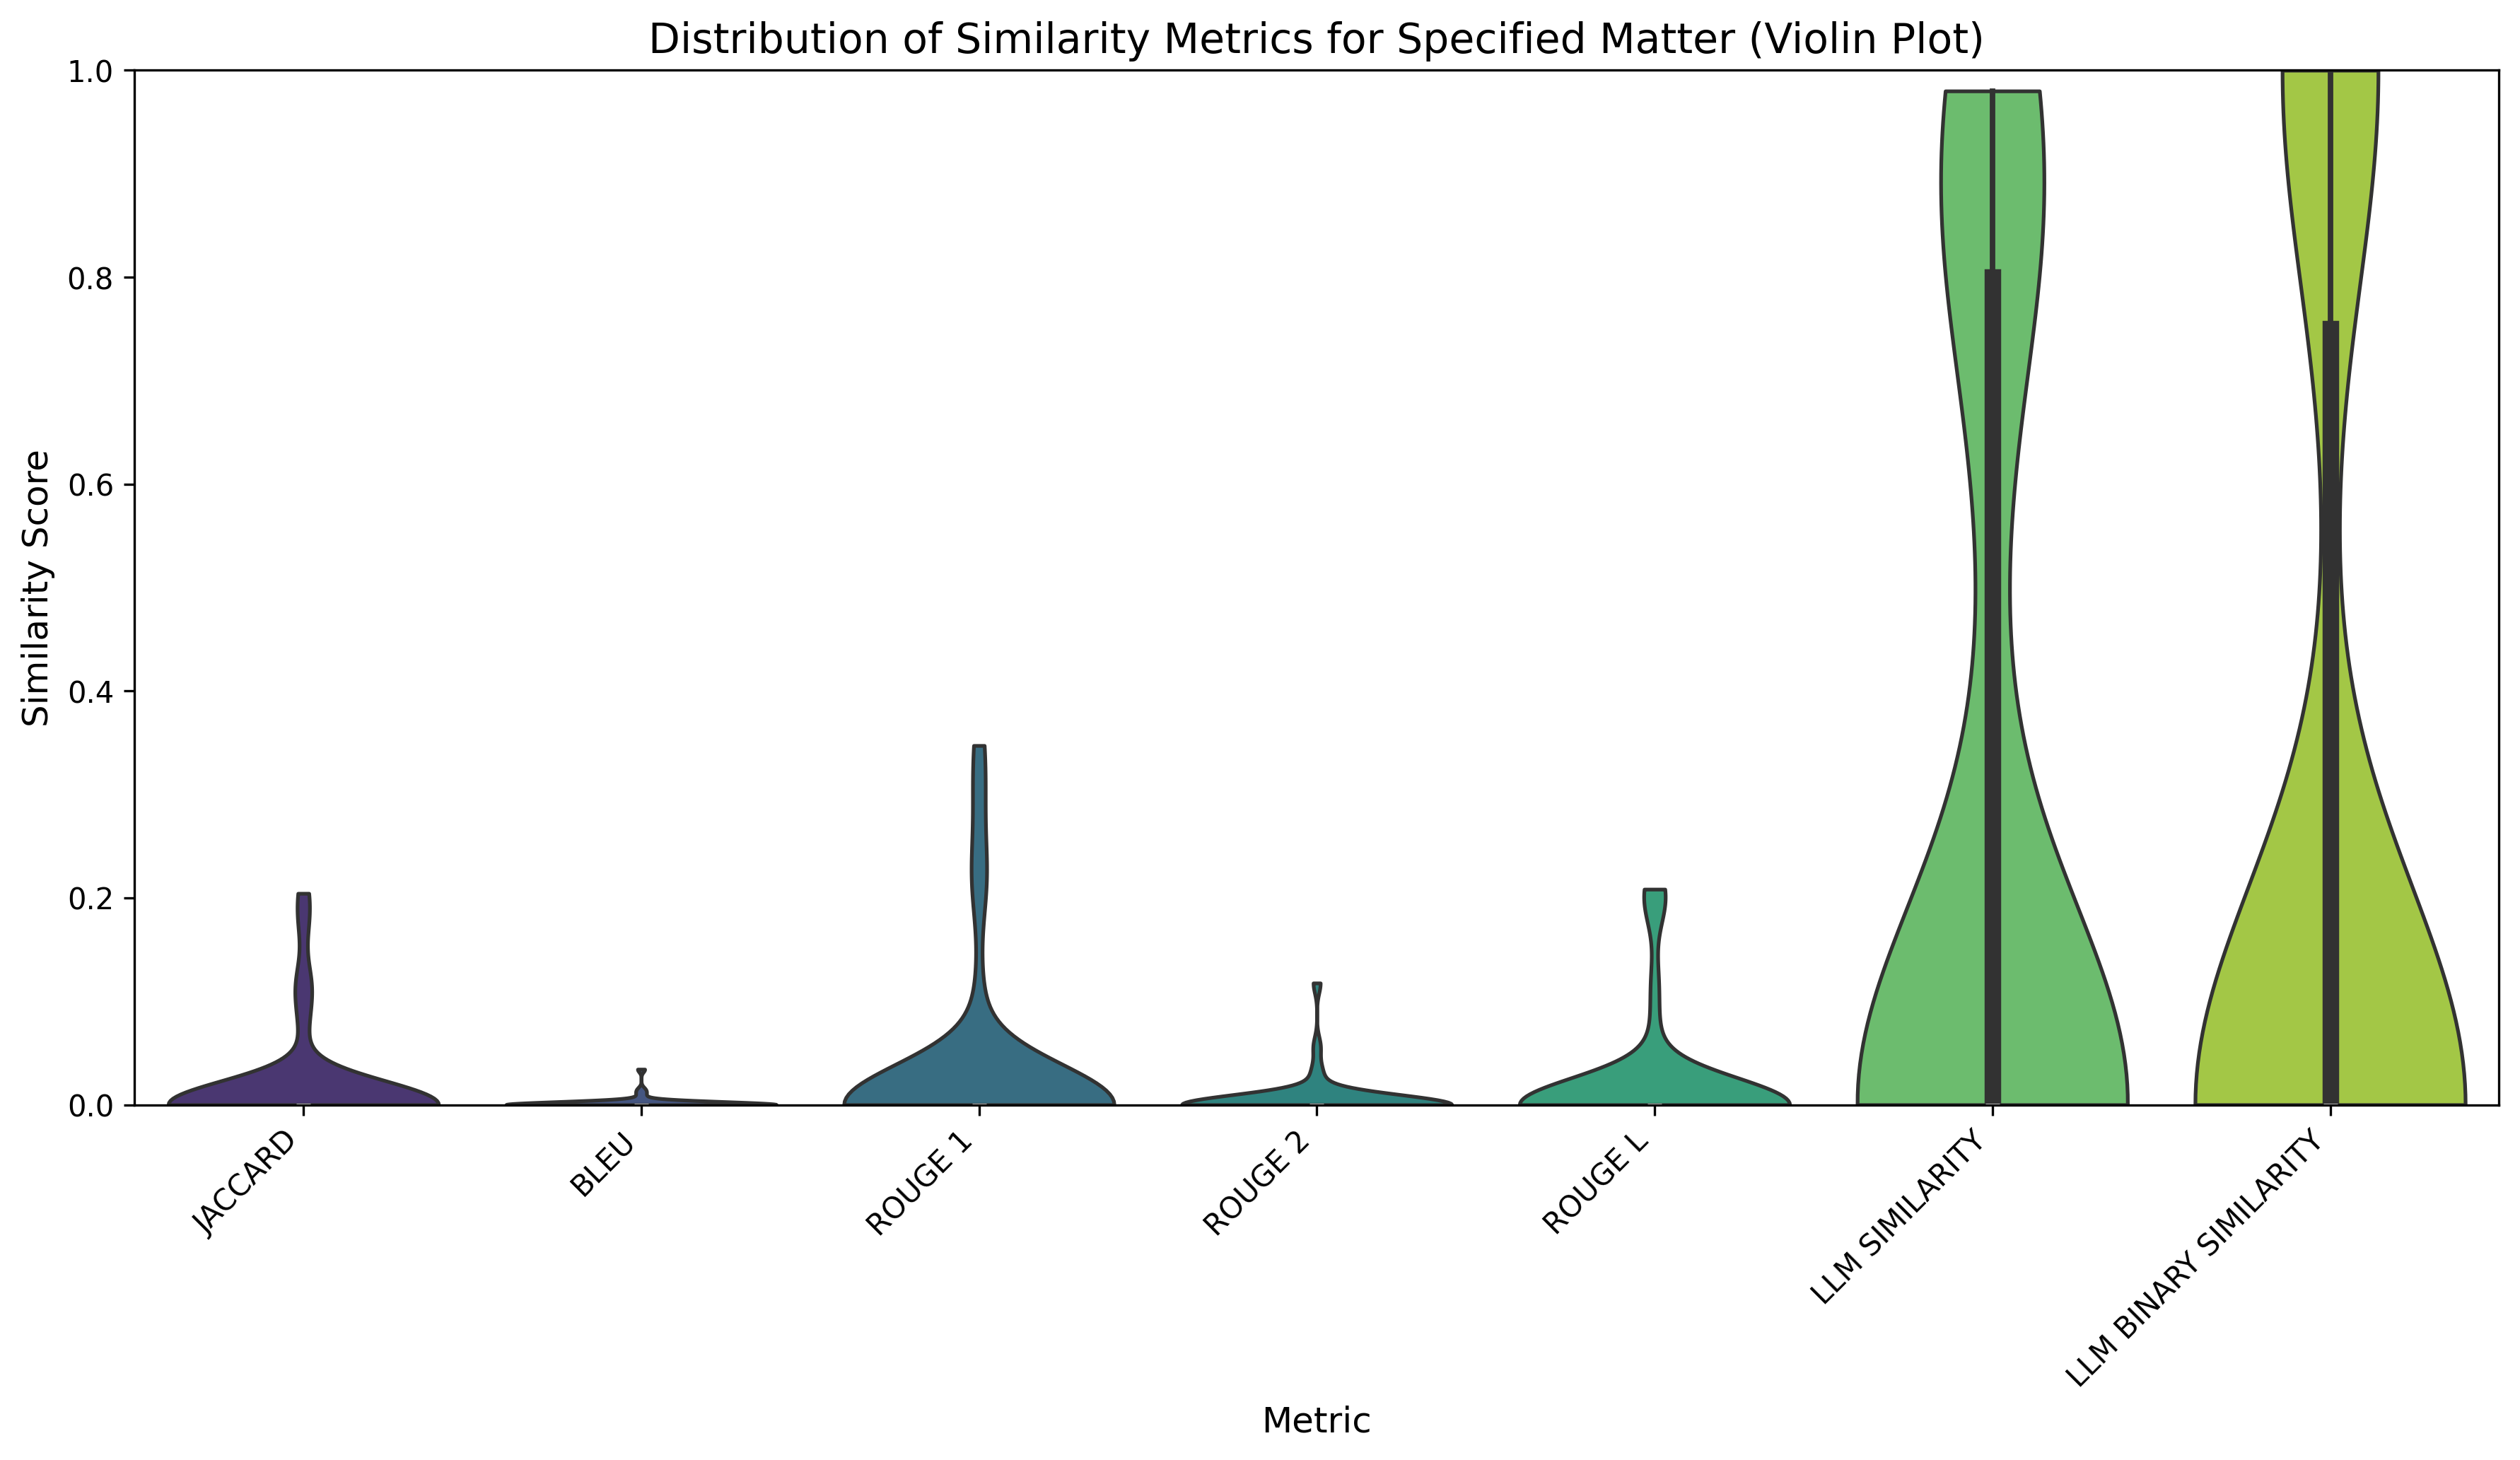 Distribution of Similarity Metrics for Specified Matter (Violin Plot)
1.0
0.8
0.6
0.4
0.2
0.0
Similarity Score
JACCARD
BLEU
ROUGE 1
ROUGE 2
ROUGE L
LLM SIMILARITY
LLM BINARY SIMILARITY
Metric